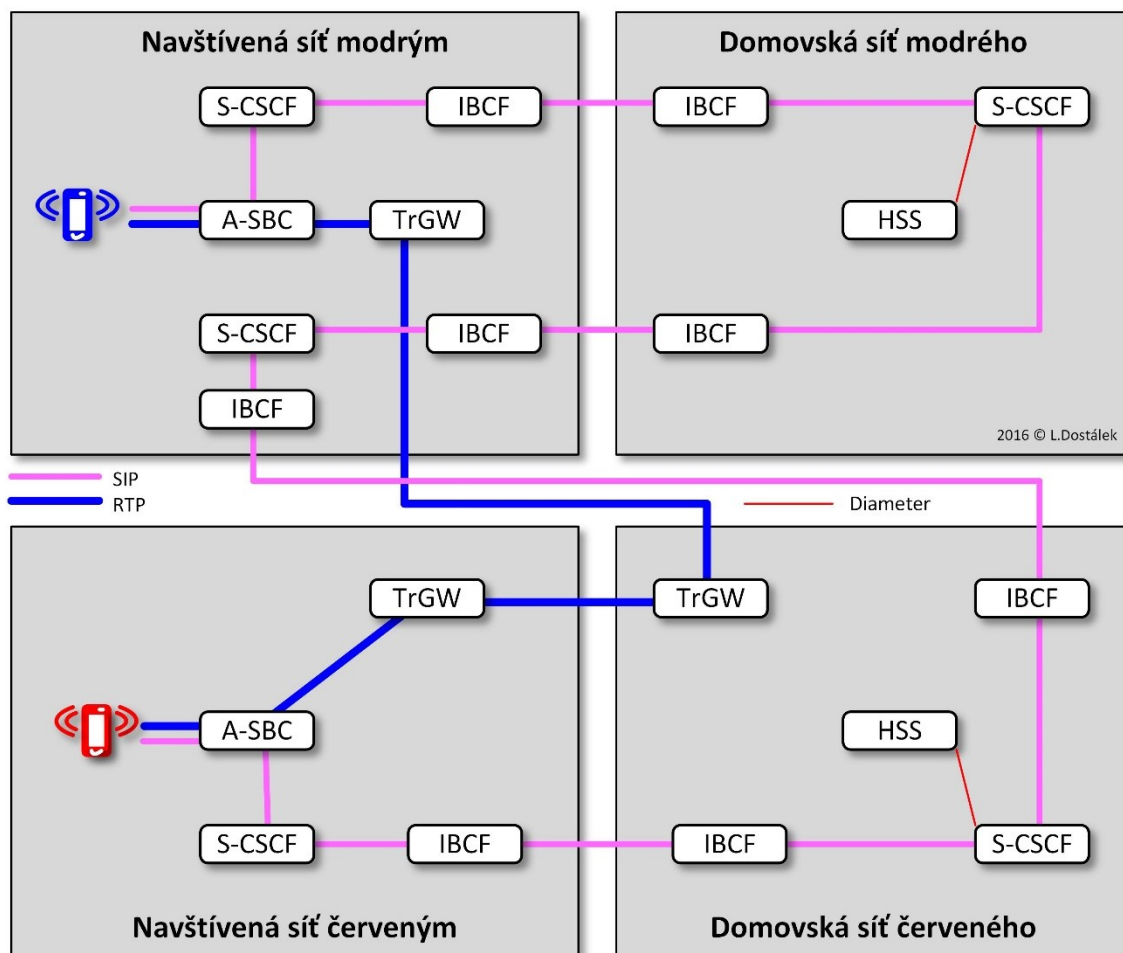 Navštívená síť modrým
Domovská síť modrého
S-CSCF
IBCF
IBCF
S-CSCF
A-SBC
TrGW
HSS
S-CSCF
IBCF
IBCF
IBCF
2016 © L.Dostálek
SIP
RTP
Diameter
TrGW
TrGW
IBCF
A-SBC
HSS
S-CSCF
IBCF
IBCF
S-CSCF
Navštívená síť červeným
Domovská síť červeného